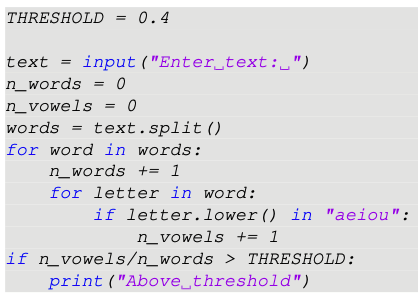 THRESHOLD = 0.4
text = input("Enter␣text:␣")
n_words = 0
n_vowels = 0
words = text.split()
for word in words:
    n_words += 1
    for letter in word:
        if letter.lower() in "aeiou":
            n_vowels += 1
if n_vowels/n_words > THRESHOLD:
    print("Above␣threshold")